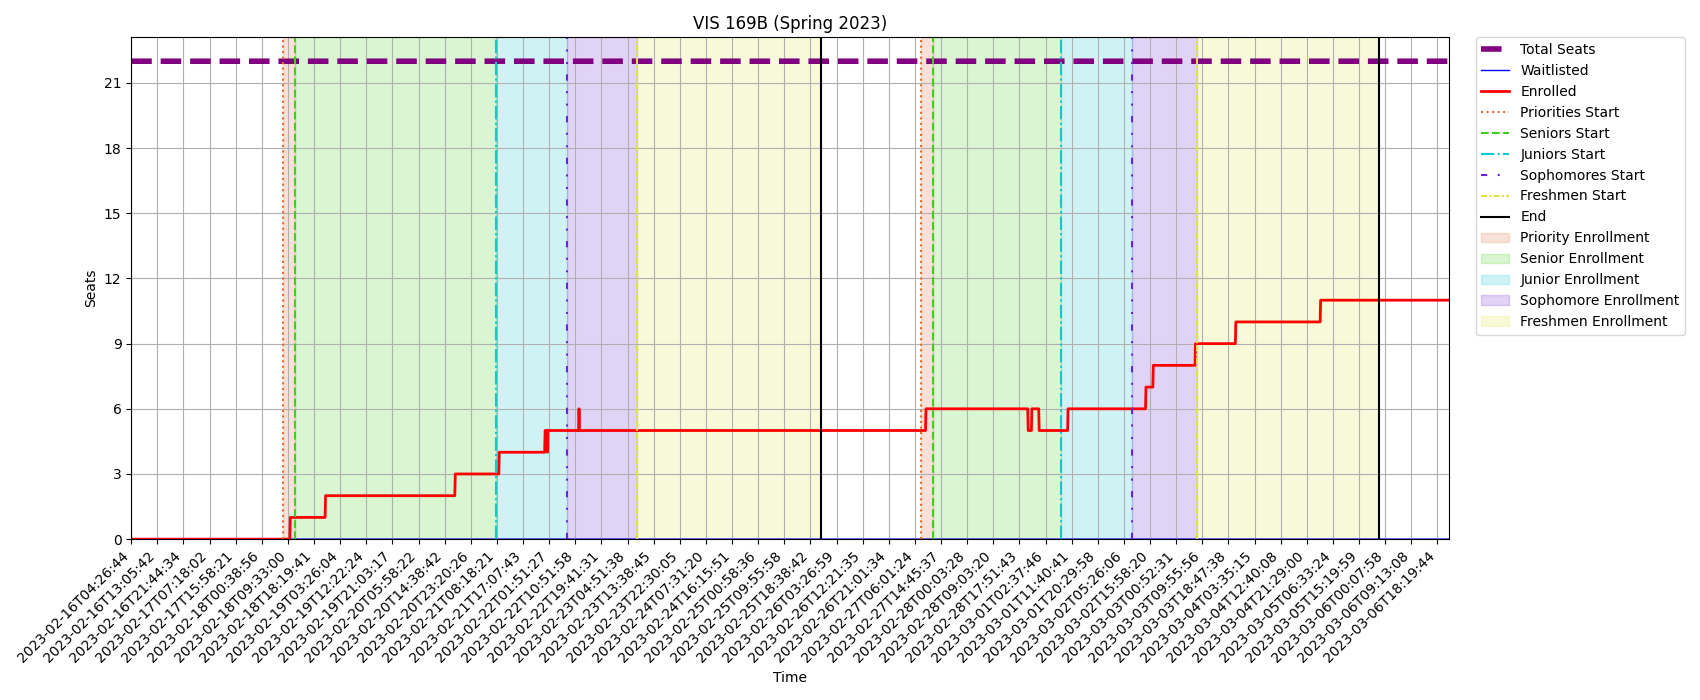 VIS 169B (Spring 2023)
Seats
21
18
15
12
9
6
3
0
2023-02-16T04:26:44
2023-02-16T13:05:42
2023-02-16T21:44:34
2023-02-17T07:18:02
2023-02-17T15:58:21
2023-02-18T00:38:56
2023-02-18T09:33:00
2023-02-18T18:19:41
2023-02-19T03:26:04
2023-02-19T12:22:24
2023-02-19T21:03:17
2023-02-20T05:58:22
2023-02-20T14:38:42
2023-02-20T23:20:26
2023-02-21T08:18:21
2023-02-21T17:07:43
2023-02-22T01:51:27
2023-02-22T10:51:58
2023-02-22T19:41:31
2023-02-23T04:51:38
2023-02-23T13:38:45
2023-02-23T22:30:05
2023-02-24T07:31:20
2023-02-24T16:15:51
2023-02-25T00:58:36
2023-02-25T09:55:58
2023-02-25T18:38:42
2023-02-26T03:26:59
2023-02-26T12:21:35
2023-02-26T21:01:34
2023-02-27T06:01:24
2023-02-27T14:45:37
2023-02-28T00:03:28
2023-02-28T09:03:20
2023-02-28T17:51:43
2023-03-01T02:37:46
2023-03-01T11:40:41
2023-03-01T20:29:58
2023-03-02T05:26:06
2023-03-02T15:58:20
2023-03-03T00:52:31
2023-03-03T09:55:56
2023-03-03T18:47:38
2023-03-04T03:35:15
2023-03-04T12:40:08
2023-03-04T21:29:00
2023-03-05T06:33:24
2023-03-05T15:19:59
2023-03-06T00:07:58
2023-03-06T09:13:08
2023-03-06T18:19:44
Time
Total Seats
Waitlisted
Enrolled
Priorities Start
Seniors Start
Juniors Start
Sophomores Start
Freshmen Start
End
Priority Enrollment
Senior Enrollment
Junior Enrollment
Sophomore Enrollment
Freshmen Enrollment